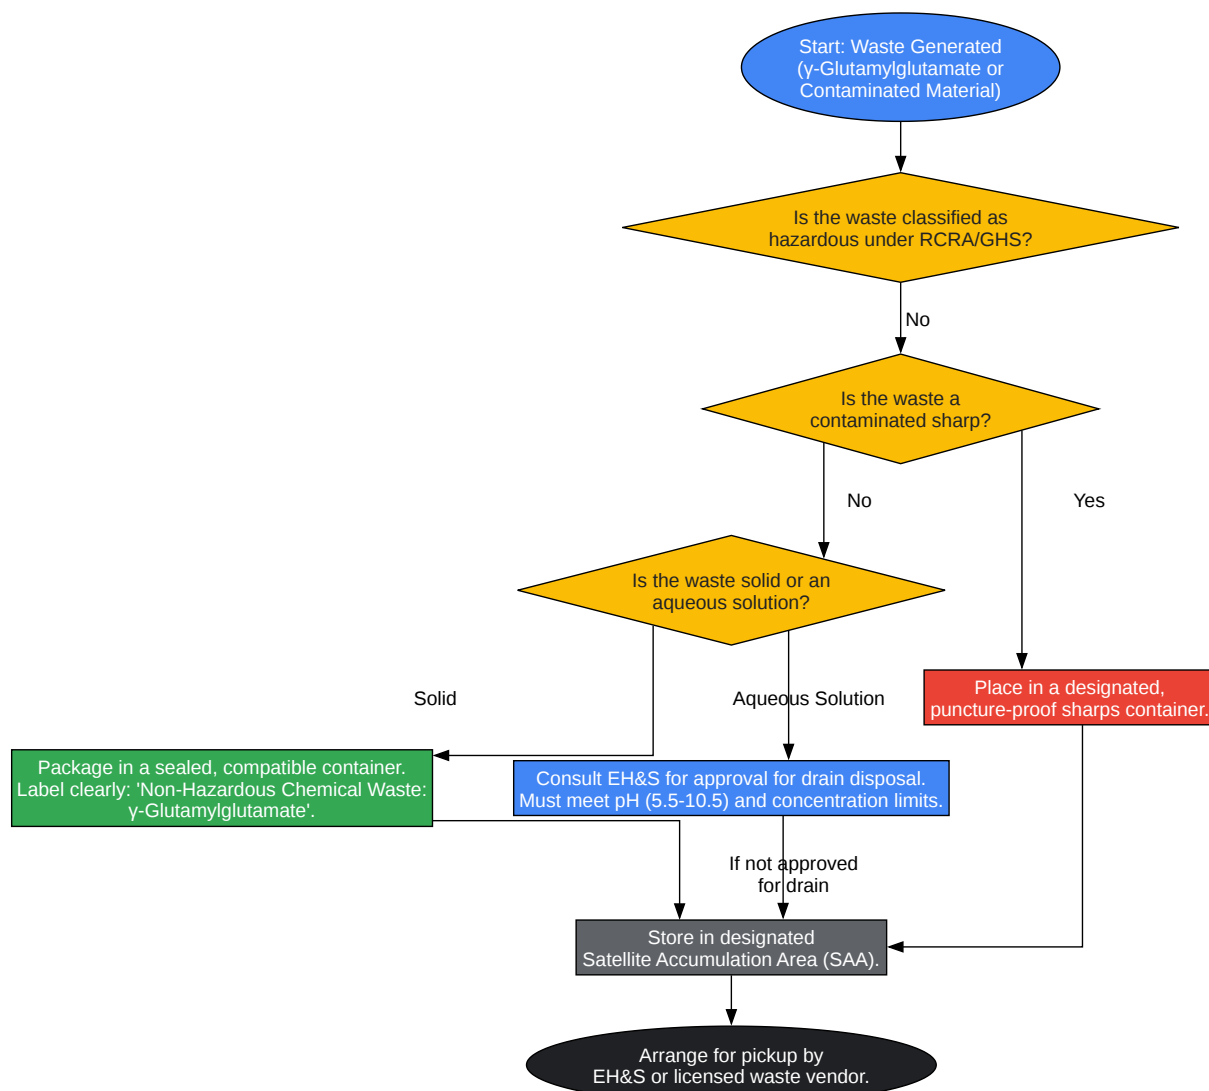 Start: Waste Generated
(γ-Glutamylglutamate or
Contaminated Material)
Is the waste classified as
hazardous under RCRA/GHS?
No
Is the waste a
contaminated sharp?
No
Yes
Is the waste solid or an
aqueous solution?
Solid
Aqueous Solution
Place in a designated,
puncture-proof sharps container.
Package in a sealed, compatible container.
Label clearly: 'Non-Hazardous Chemical Waste:
γ-Glutamylglutamate'.
Consult EH&S for approval for drain disposal.
Must meet pH (5.5-10.5) and concentration limits.
If not approved
for drain
Store in designated
Satellite Accumulation Area (SAA).
Arrange for pickup by
EH&S or licensed waste vendor.